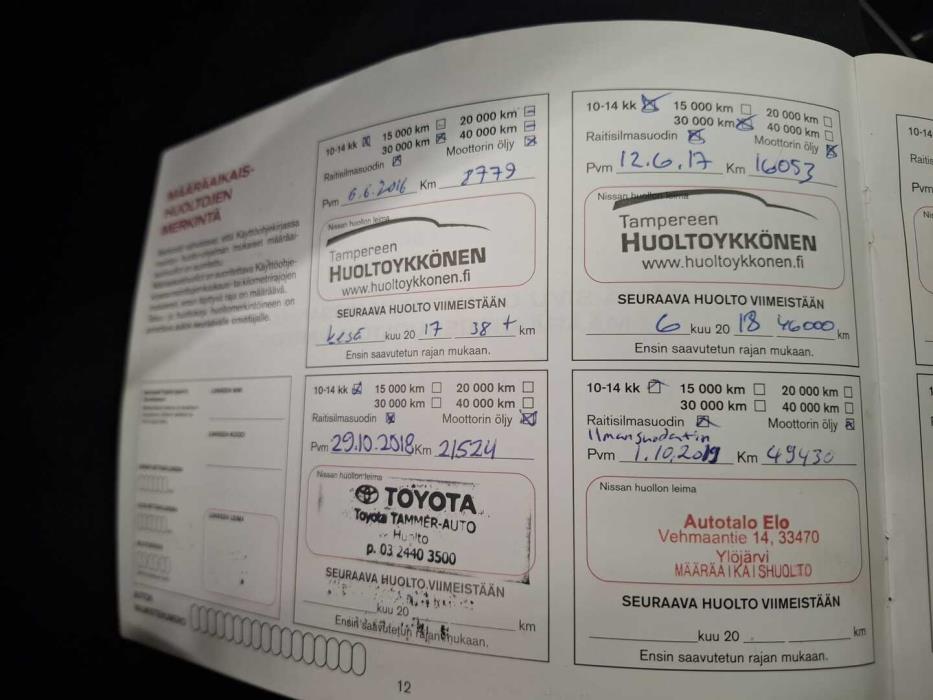 MÄÄRÄAIKAIS-
HUOLTOJEN
MERKINTÄ
10-14 kk 15 000 km 20 000 km
30 000 km 40 000 km
Raitisilmasuodin Moottorin öljy
Pvm 6.6.2016 Km 8779
Nissan huollon leima
Tampereen
HUOLTOYKKÖNEN
www.huoltoykkonen.fi
SEURAAVA HUOLTO VIIMEISTÄÄN
kesä kuu 20 17 38 t km
Ensin saavutetun rajan mukaan.
10-14 kk 15 000 km 20 000 km
30 000 km 40 000 km
Raitisilmasuodin Moottorin öljy
Pvm 12.6.17 Km 16053
Nissan huollon leima
Tampereen
HUOLTOYKKÖNEN
www.huoltoykkonen.fi
SEURAAVA HUOLTO VIIMEISTÄÄN
6 kuu 20 18 46000 km
Ensin saavutetun rajan mukaan.
10-14 kk 15 000 km 20 000 km
30 000 km 40 000 km
Raitisilmasuodin Moottorin öljy
Pvm 29.10.2018 Km 21524
Nissan huollon leima
TOYOTA
Toyota TAMMER-AUTO
Huolto
p. 03 2440 3500
SEURAAVA HUOLTO VIIMEISTÄÄN
kuu 20 km
Ensin saavutetun rajan mukaan.
10-14 kk 15 000 km 20 000 km
30 000 km 40 000 km
Raitisilmasuodin Moottorin öljy
Ilmansuodatin
Pvm 1.10.2019 Km 49430
Nissan huollon leima
Autotalo Elo
Vehmaantie 14, 33470
Ylöjärvi
MÄÄRÄAIKAISHUOLTO
SEURAAVA HUOLTO VIIMEISTÄÄN
kuu 20 km
Ensin saavutetun rajan mukaan.
12
10-14
Pvm